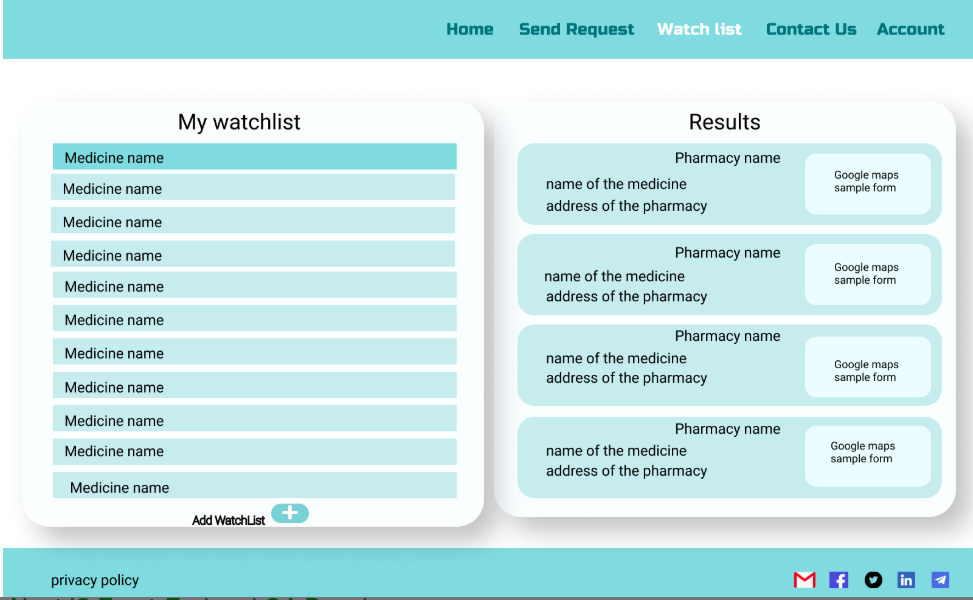 Home Send Request Watch list Contact Us Account
My watchlist
Medicine name
Medicine name
Medicine name
Medicine name
Medicine name
Medicine name
Medicine name
Medicine name
Medicine name
Medicine name
Medicine name
Add WatchList
Results
Pharmacy name
name of the medicine
address of the pharmacy
Google maps
sample form
Pharmacy name
name of the medicine
address of the pharmacy
Google maps
sample form
Pharmacy name
name of the medicine
address of the pharmacy
Google maps
sample form
Pharmacy name
name of the medicine
address of the pharmacy
Google maps
sample form
privacy policy